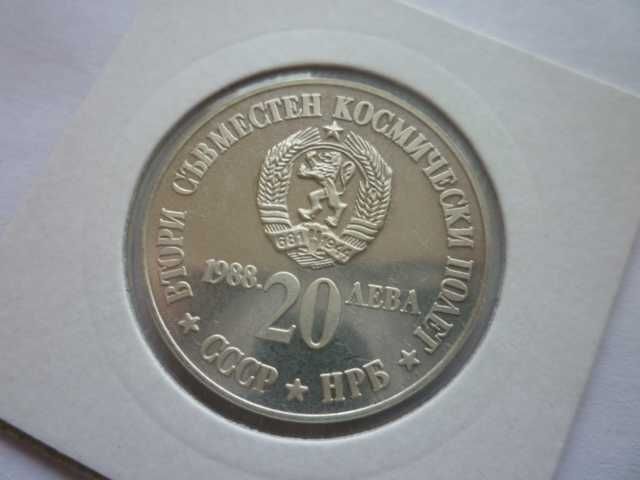 ВТОРИ СЪВМЕСТЕН КОСМИЧЕСКИ ПОЛЕТ
681 1944
1988. 20 ЛЕВА
СССР ★ НРБ